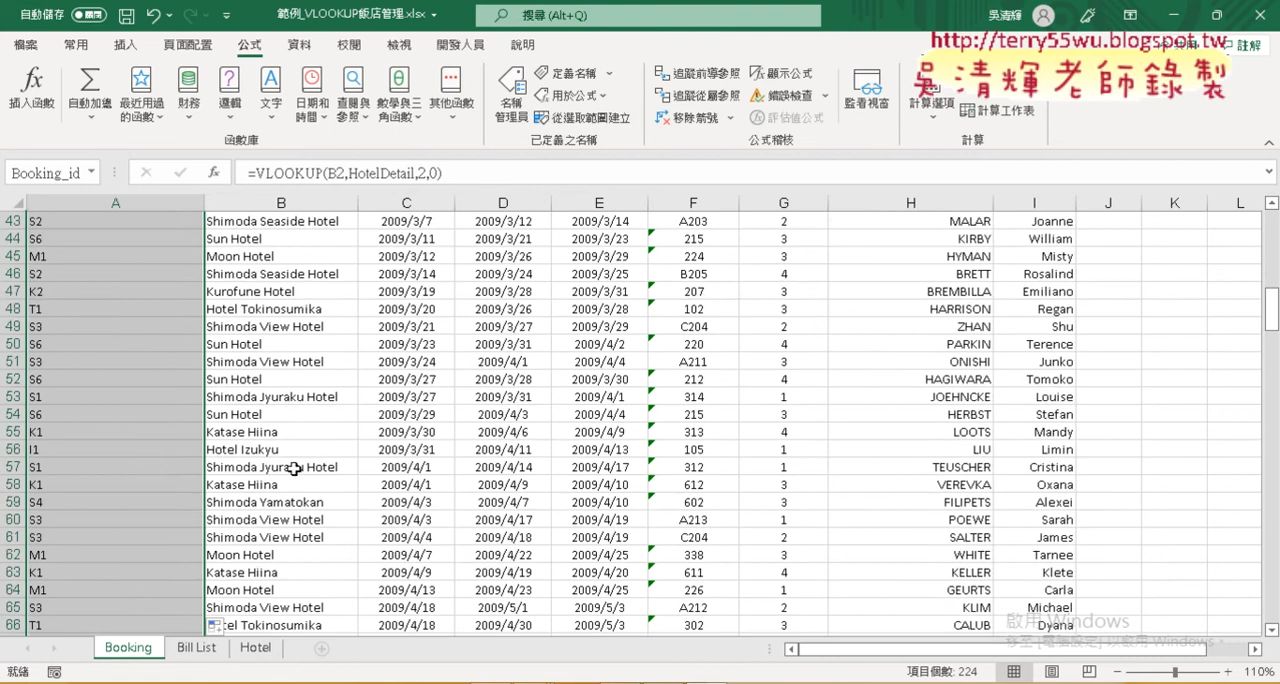 自動儲存 範例_VLOOKUP飯店管理.xlsx 搜尋 (Alt+Q) 吳清輝
檔案 常用 插入 頁面配置 公式 資料 校閱 檢視 開發人員 說明 註解
http://terry55wu.blogspot.tw
吳清輝老師錄製
插入函數 自動加總 最近用過的函數 財務 邏輯 文字 日期和時間 查閱與參照 數學與三角函數 其他函數 函數庫
名稱管理員 定義名稱 用於公式 從選取範圍建立 已定義之名稱
追蹤前導參照 追蹤從屬參照 移除箭號 顯示公式 錯誤檢查 評估值公式 公式稽核
監看視窗 計算選項 計算工作表 計算
Booking_id fx =VLOOKUP(B2,HotelDetail,2,0)
A B C D E F G H I J K L
43 S2 Shimoda Seaside Hotel 2009/3/7 2009/3/12 2009/3/14 A203 2 MALAR Joanne
44 S6 Sun Hotel 2009/3/11 2009/3/21 2009/3/23 215 3 KIRBY William
45 M1 Moon Hotel 2009/3/12 2009/3/26 2009/3/29 224 3 HYMAN Misty
46 S2 Shimoda Seaside Hotel 2009/3/14 2009/3/24 2009/3/25 B205 4 BRETT Rosalind
47 K2 Kurofune Hotel 2009/3/19 2009/3/28 2009/3/31 207 3 BREMBILLA Emiliano
48 T1 Hotel Tokinosumika 2009/3/20 2009/3/26 2009/3/28 102 3 HARRISON Regan
49 S3 Shimoda View Hotel 2009/3/21 2009/3/27 2009/3/29 C204 2 ZHAN Shu
50 S6 Sun Hotel 2009/3/23 2009/3/31 2009/4/2 220 4 PARKIN Terence
51 S3 Shimoda View Hotel 2009/3/24 2009/4/1 2009/4/4 A211 3 ONISHI Junko
52 S6 Sun Hotel 2009/3/27 2009/3/28 2009/3/30 212 4 HAGIWARA Tomoko
53 S1 Shimoda Jyuraku Hotel 2009/3/27 2009/3/31 2009/4/1 314 1 JOEHNCKE Louise
54 S6 Sun Hotel 2009/3/29 2009/4/3 2009/4/4 215 3 HERBST Stefan
55 K1 Katase Hiina 2009/3/30 2009/4/6 2009/4/9 313 4 LOOTS Mandy
56 I1 Hotel Izukyu 2009/3/31 2009/4/11 2009/4/13 105 1 LIU Limin
57 S1 Shimoda Jyuraku Hotel 2009/4/1 2009/4/14 2009/4/17 312 1 TEUSCHER Cristina
58 K1 Katase Hiina 2009/4/1 2009/4/9 2009/4/10 612 3 VEREVKA Oxana
59 S4 Shimoda Yamatokan 2009/4/3 2009/4/7 2009/4/10 602 3 FILIPETS Alexei
60 S3 Shimoda View Hotel 2009/4/3 2009/4/17 2009/4/19 A213 1 POEWE Sarah
61 S3 Shimoda View Hotel 2009/4/4 2009/4/18 2009/4/19 C204 2 SALTER James
62 M1 Moon Hotel 2009/4/7 2009/4/22 2009/4/25 338 3 WHITE Tarnee
63 K1 Katase Hiina 2009/4/9 2009/4/19 2009/4/20 611 4 KELLER Klete
64 M1 Moon Hotel 2009/4/13 2009/4/23 2009/4/25 226 1 GEURTS Carla
65 S3 Shimoda View Hotel 2009/4/18 2009/5/1 2009/5/3 A212 2 KLIM Michael
66 T1 Tokinosumika 2009/4/18 2009/4/30 2009/5/3 302 3 CALUB Dyana
啟用 Windows
移至 [電腦設定] 以啟用 Windows。
Booking Bill List Hotel
就緒 項目個數: 224 110%